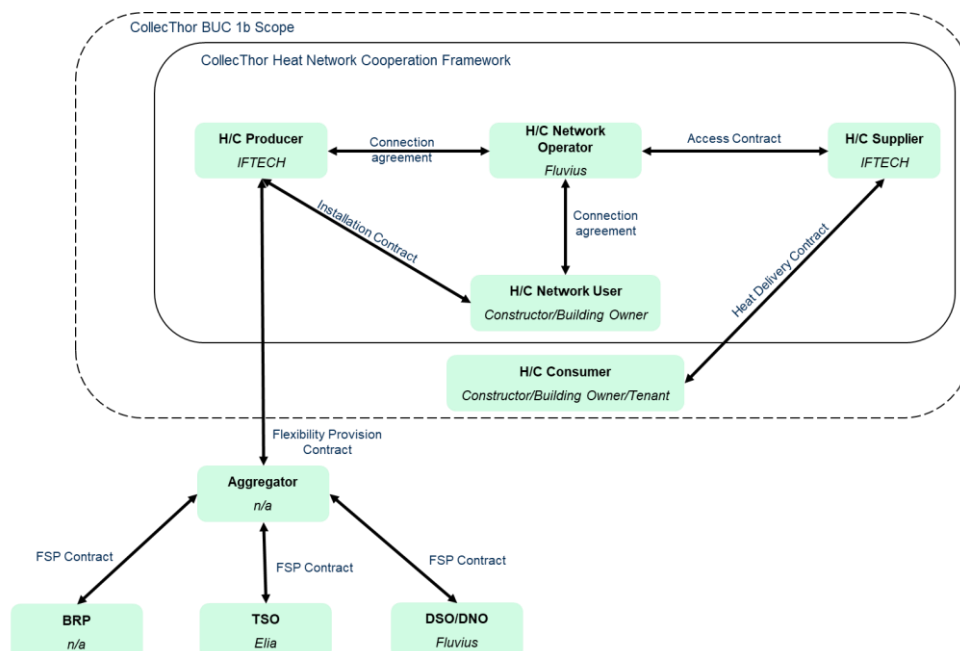 CollecThor BUC 1b Scope
CollecThor Heat Network Cooperation Framework
H/C Producer
IFTECH
Connection
agreement
H/C Network
Operator
Fluvius
Access Contract
H/C Supplier
IFTECH
Installation Contract
Connection
agreement
Heat Delivery Contract
H/C Network User
Constructor/Building Owner
H/C Consumer
Constructor/Building Owner/Tenant
Flexibility Provision
Contract
Aggregator
n/a
FSP Contract
FSP Contract
FSP Contract
BRP
n/a
TSO
Elia
DSO/DNO
Fluvius